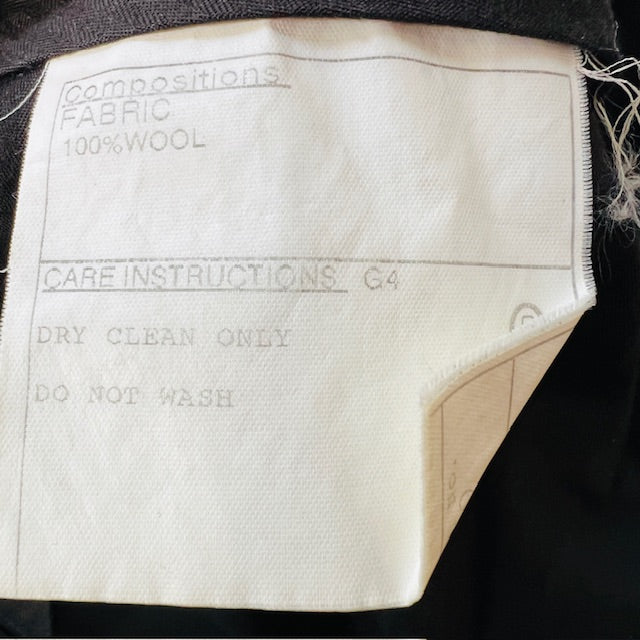 Compositions
FABRIC
100%WOOL
CARE INSTRUCTIONS G4
DRY CLEAN ONLY
DO NOT WASH